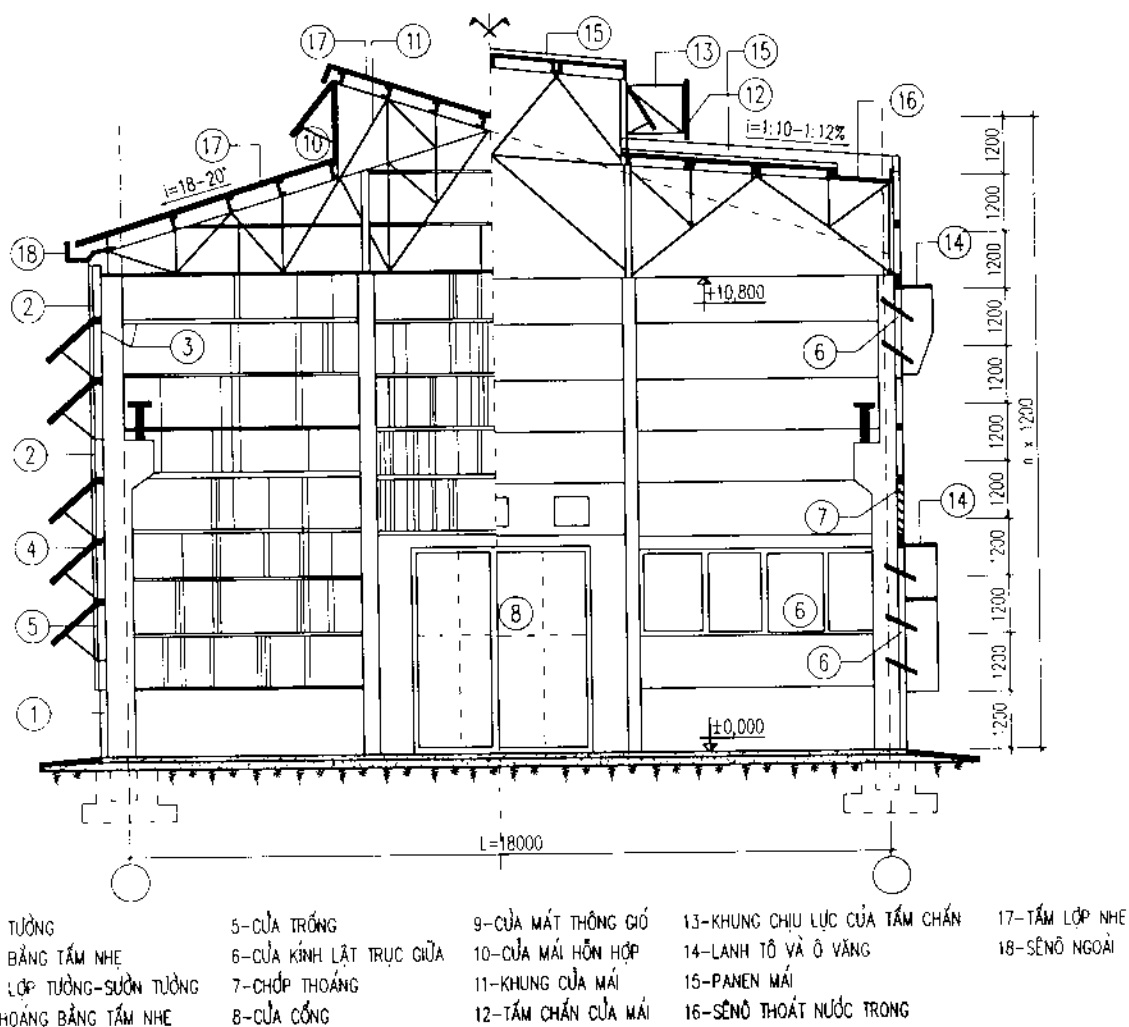 17
11
15
13
15
12
16
10
17
i=1:10-1:12%
i=18-20°
18
14
2
+10,800
3
6
2
n x 1200
7
14
4
5
8
6
6
1
±0,000
1200
1200
1200
1200
1200
1200
1200
1200
1200
1200
1200
L=18000
TƯỜNG
BẰNG TẤM NHẸ
LỢP TƯỜNG-SƯỜN TƯỜNG
HOÁNG BẰNG TẤM NHẸ
5-CỬA TRỐNG
6-CỬA KÍNH LẬT TRỤC GIỮA
7-CHỚP THOÁNG
8-CỬA CỔNG
9-CỬA MÁT THÔNG GIÓ
10-CỬA MÁI HỖN HỢP
11-KHUNG CỬA MÁI
12-TẤM CHẮN CỬA MÁI
13-KHUNG CHỊU LỰC CỦA TẤM CHẮN
14-LANH TÔ VÀ Ô VĂNG
15-PANEN MÁI
16-SÊNÔ THOÁT NƯỚC TRONG
17-TẤM LỢP NHẸ
18-SÊNÔ NGOÀI